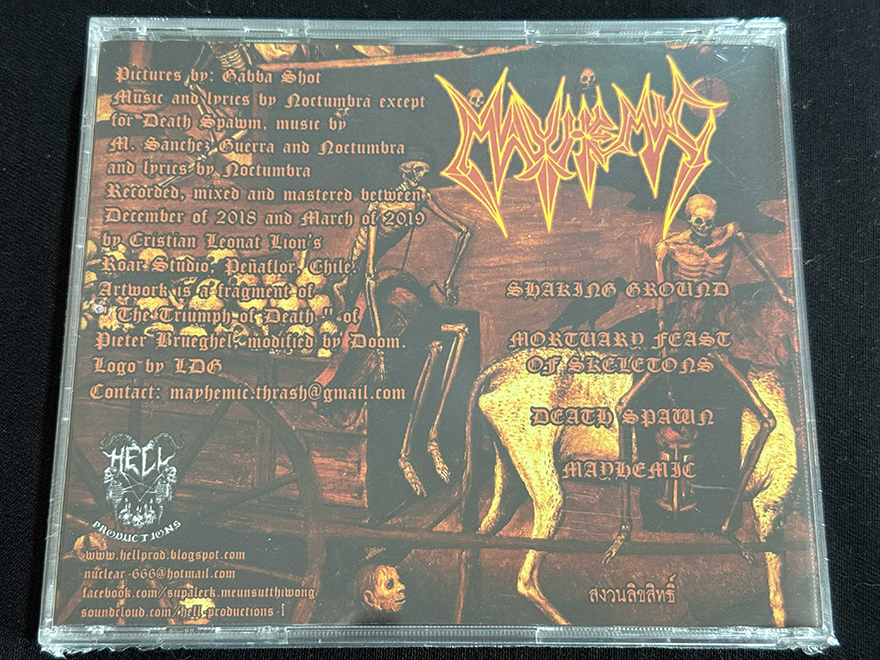 Pictures by: Gabba Shot
Music and lyrics by Noctumbra except
for Death Spawm, music by
M. Sanchez Guerra and Noctumbra
and lyrics by Noctumbra
Recorded, mixed and mastered between
December of 2018 and March of 2019
by Cristian Leonat Lion's
Roar Studio, Peñaflor, Chile.
Artwork is a fragment of
"The Triumph of Death " of
Pieter Brueghel, modified by Doom.
Logo by LDG
Contact: mayhemic.thrash@gmail.com
MAYHEMIC
SHAKING GROUND
MORTUARY FEAST
OF SKELETONS
DEATH SPAWN
MAYHEMIC
HELL
PRODUCTIONS
www.hellprod.blogspot.com
nuclear-666@hotmail.com
facebook.com/supalerk.meunsutthiwong
soundcloud.com/hell-productions-1
สงวนลิขสิทธิ์